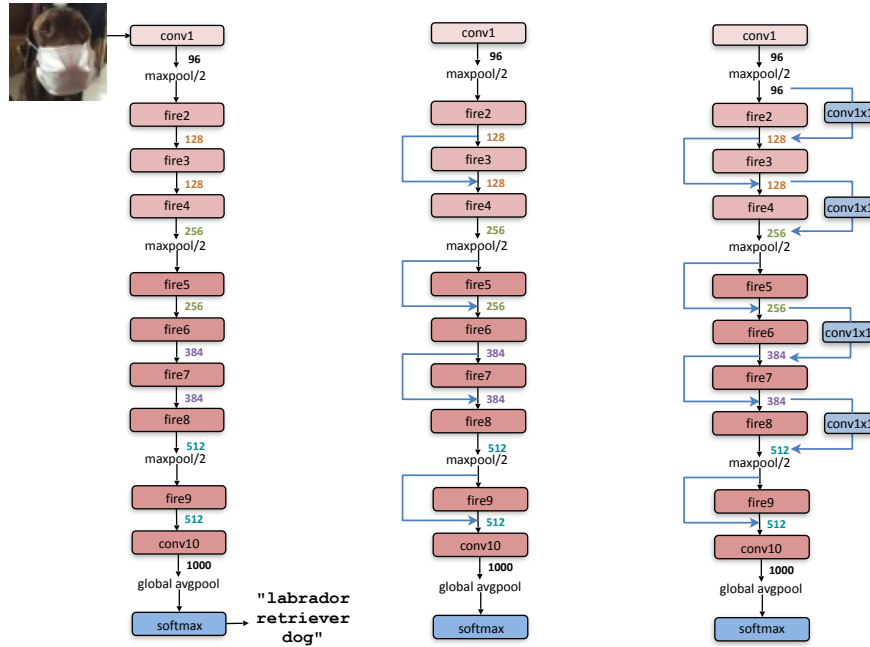 conv1
96
maxpool/2
fire2
128
fire3
128
fire4
256
maxpool/2
fire5
256
fire6
384
fire7
384
fire8
512
maxpool/2
fire9
512
conv10
1000
global avgpool
softmax
"labrador
retriever
dog"
conv1
96
maxpool/2
fire2
128
fire3
128
fire4
256
maxpool/2
fire5
256
fire6
384
fire7
384
fire8
512
maxpool/2
fire9
512
conv10
1000
global avgpool
softmax
conv1
96
maxpool/2
96
conv1x1
fire2
128
fire3
128
conv1x1
fire4
256
maxpool/2
fire5
256
conv1x1
fire6
384
fire7
384
conv1x1
fire8
512
maxpool/2
fire9
512
conv10
1000
global avgpool
softmax